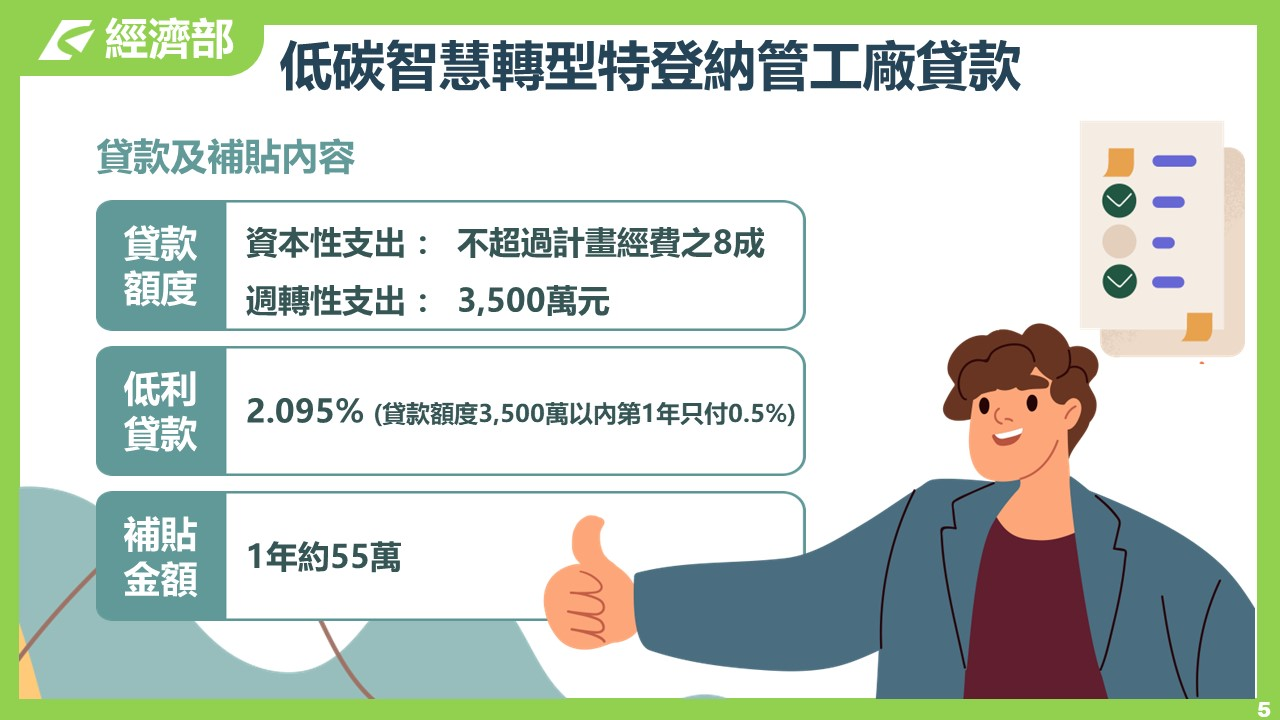 經濟部
低碳智慧轉型特登納管工廠貸款
貸款及補貼內容
貸款
額度
資本性支出： 不超過計畫經費之8成
週轉性支出： 3,500萬元
低利
貸款
2.095% (貸款額度3,500萬以內第1年只付0.5%)
補貼
金額
1年約55萬
5